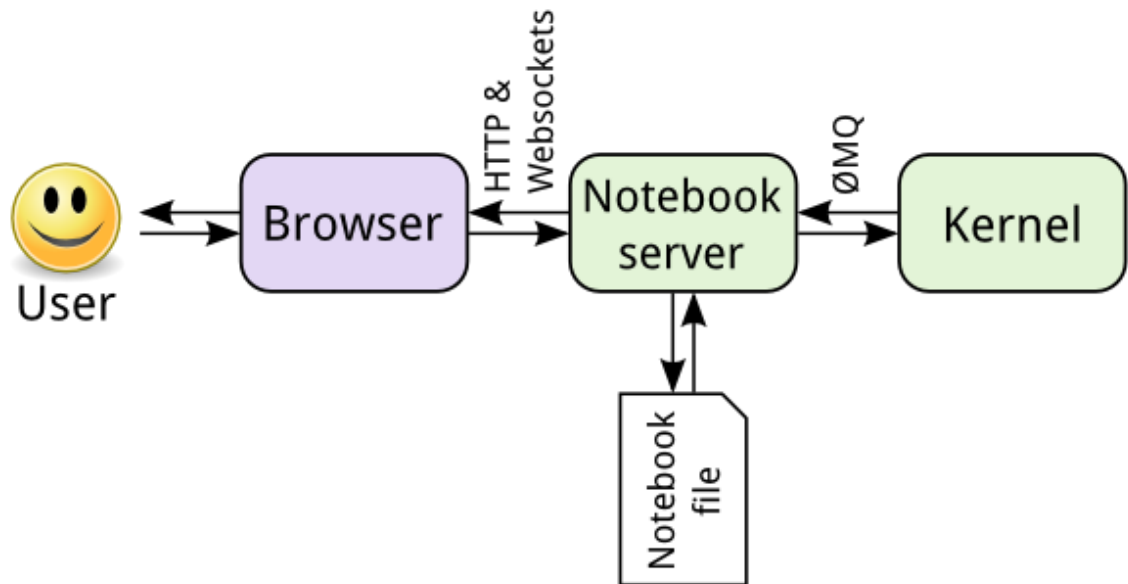 User
Browser
HTTP &
Websockets
Notebook
server
ØMQ
Kernel
Notebook
file